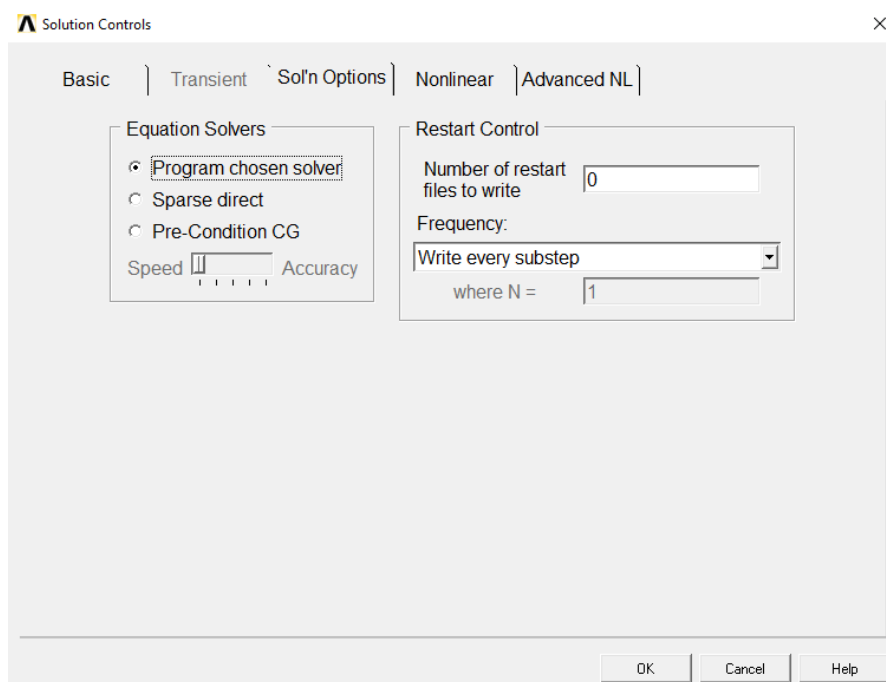 Solution Controls
Basic
Transient
Sol'n Options
Nonlinear
Advanced NL
Equation Solvers
Program chosen solver
Sparse direct
Pre-Condition CG
Speed
Accuracy
Restart Control
Number of restart
files to write
0
Frequency:
Write every substep
where N =
1
OK
Cancel
Help